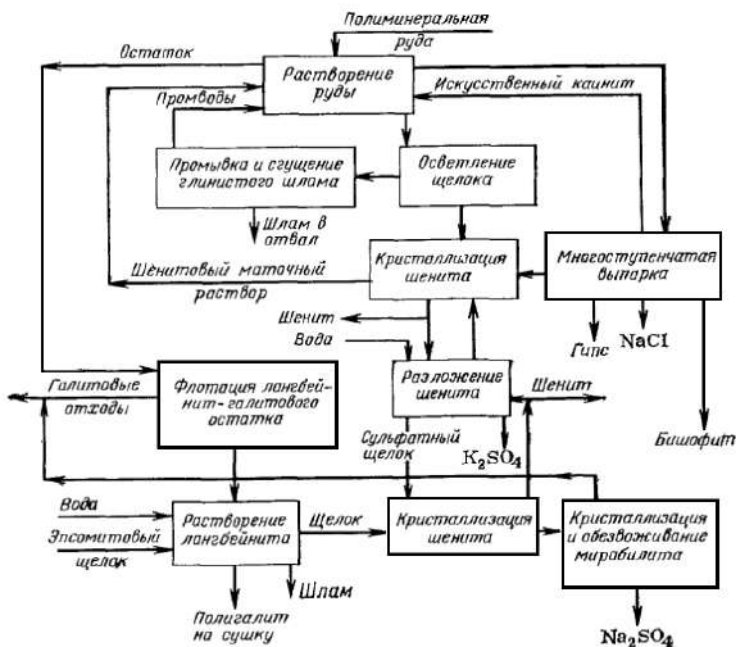 Полиминеральная
руда
Остаток
Растворение
руды
Искусственный каинит
Промводы
Промывка и сгущение
глинистого шлама
Осветление
щелока
Шлам в
отвал
Кристаллизация
шенита
Многоступенчатая
выпарка
Шенитовый маточный
раствор
Шенит
Вода
Гипс
NaCl
Разложение
шенита
Шенит
Галитовые
отходы
Флотация лангбей-
нит-галитового
остатка
Бишофит
Сульфатный
щелок
K₂SO₄
Вода
Эпсомитовый
щелок
Растворение
лангбейнита
Щелок
Кристаллизация
шенита
Кристаллизация
и обезвоживание
мирабилита
Шлам
Полигалит
на сушку
Na₂SO₄